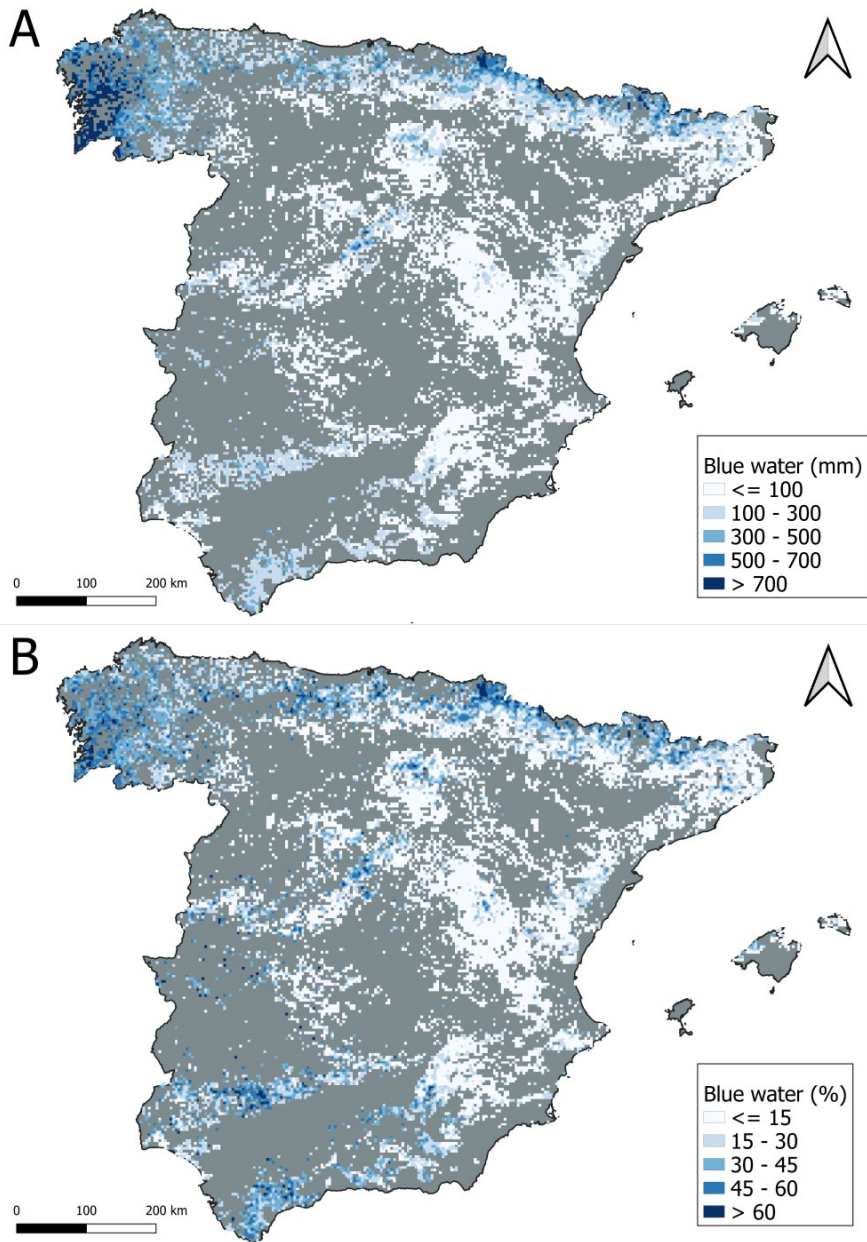 A
Blue water (mm)
<= 100
100 - 300
300 - 500
500 - 700
> 700
0 100 200 km
B
Blue water (%)
<= 15
15 - 30
30 - 45
45 - 60
> 60
0 100 200 km